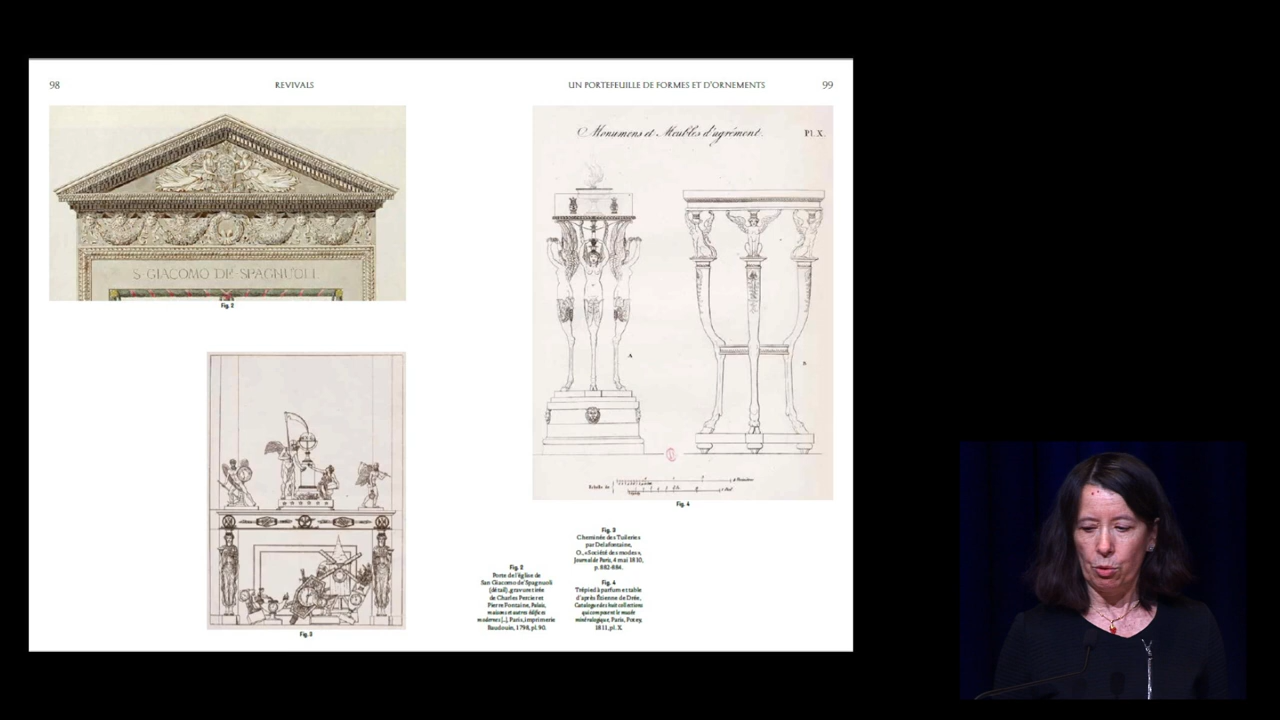 98
REVIVALS
UN PORTEFEUILLE DE FORMES ET D'ORNEMENTS
99
S·GIACOMO DE SPAGNUOLI
Fig. 2
Fig. 3
Monumens et Meubles d'agrément.
Pl. X.
A
B.
Echelle de
Fig. 4
Fig. 2
Porte de l'église de
San Giacomo de' Spagnuoli
(détail), gravure tirée
de Charles Percier et
Pierre Fontaine, Palais,
maisons et autres édifices
modernes [...], Paris, imprimerie
Baudouin, 1798, pl. 90.
Fig. 3
Cheminée des Tuileries
par Delafontaine,
O., «Société des modes»,
Journal de Paris, 4 mai 1810,
p. 882-884.
Fig. 4
Trépied à parfum et table
d'après Étienne de Drée,
Catalogue des huit collections
qui composent le musée
minéralogique, Paris, Potey,
1811, pl. X.